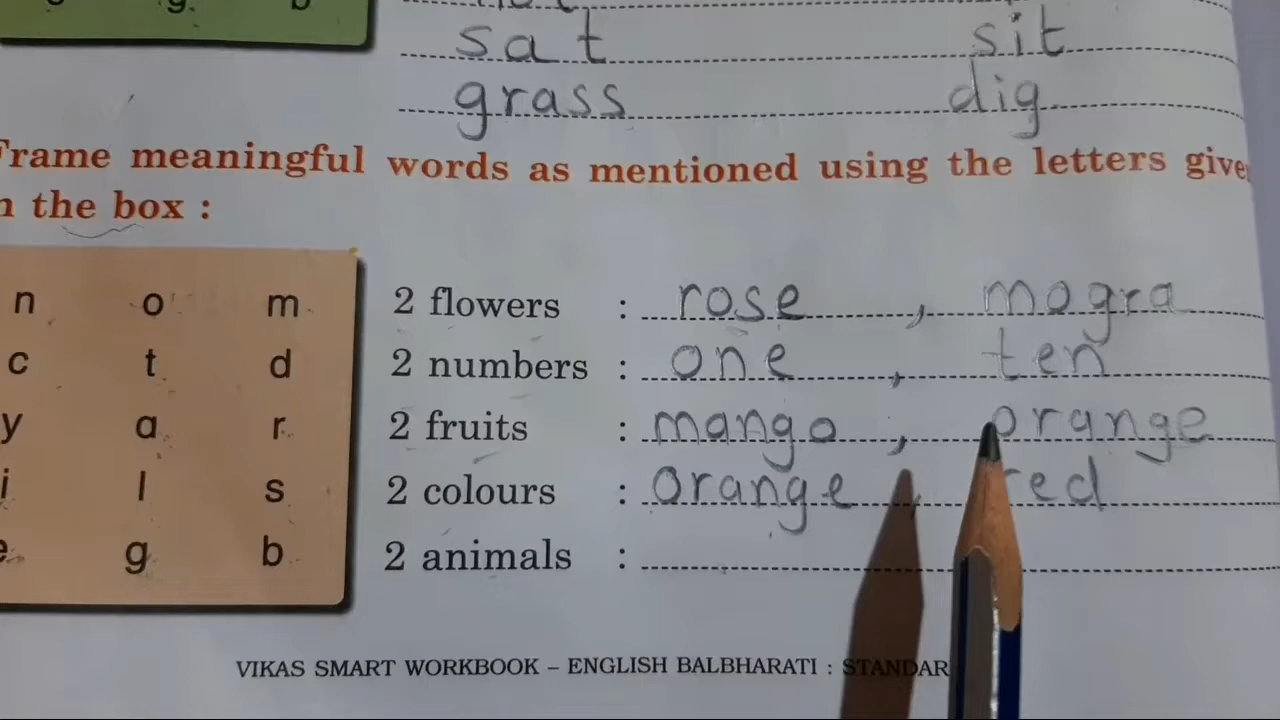 g b
sat sit
grass dig
Frame meaningful words as mentioned using the letters give
n the box :
n o m 2 flowers : rose , mogra
c t d 2 numbers : one , ten
y a r 2 fruits : mango , orange
i l s 2 colours : orange , red
e g b 2 animals :
VIKAS SMART WORKBOOK – ENGLISH BALBHARATI : STANDAR